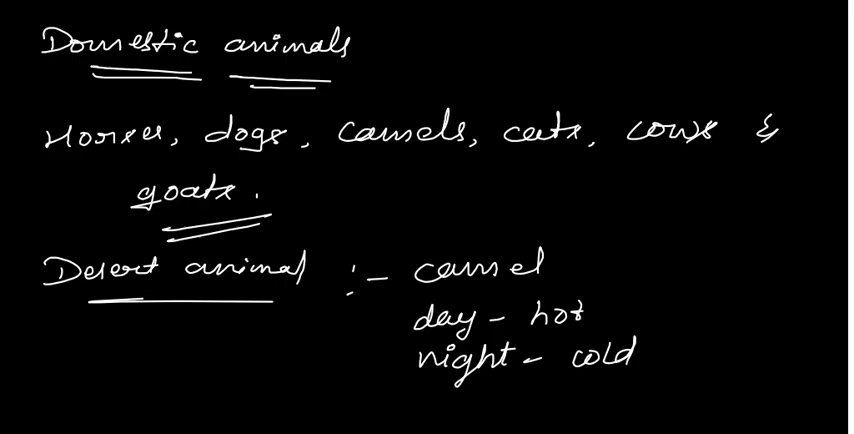 Domestic animals
Horses, dogs, camels, cats, cows &
goats.
Desert animal :- camel
day - hot
night - cold